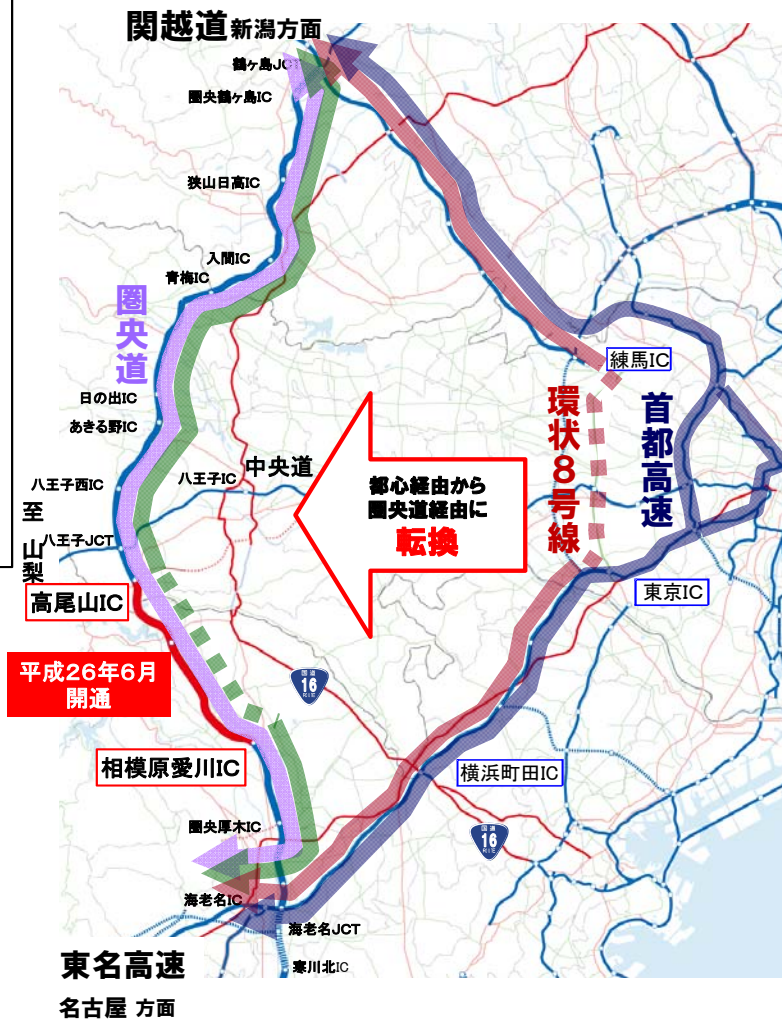 関越道新潟方面
鶴ヶ島JCT
圏央鶴ヶ島IC
狭山日高IC
入間IC
青梅IC
圏央道
日の出IC
あきる野IC
八王子西IC
八王子IC
中央道
八王子JCT
至 山梨
高尾山IC
平成26年6月
開通
相模原愛川IC
圏央厚木IC
海老名IC
海老名JCT
寒川北IC
東名高速
名古屋 方面
都心経由から
圏央道経由に
転換
環状8号線
首都高速
練馬IC
東京IC
横浜町田IC
国道
16
国道
16